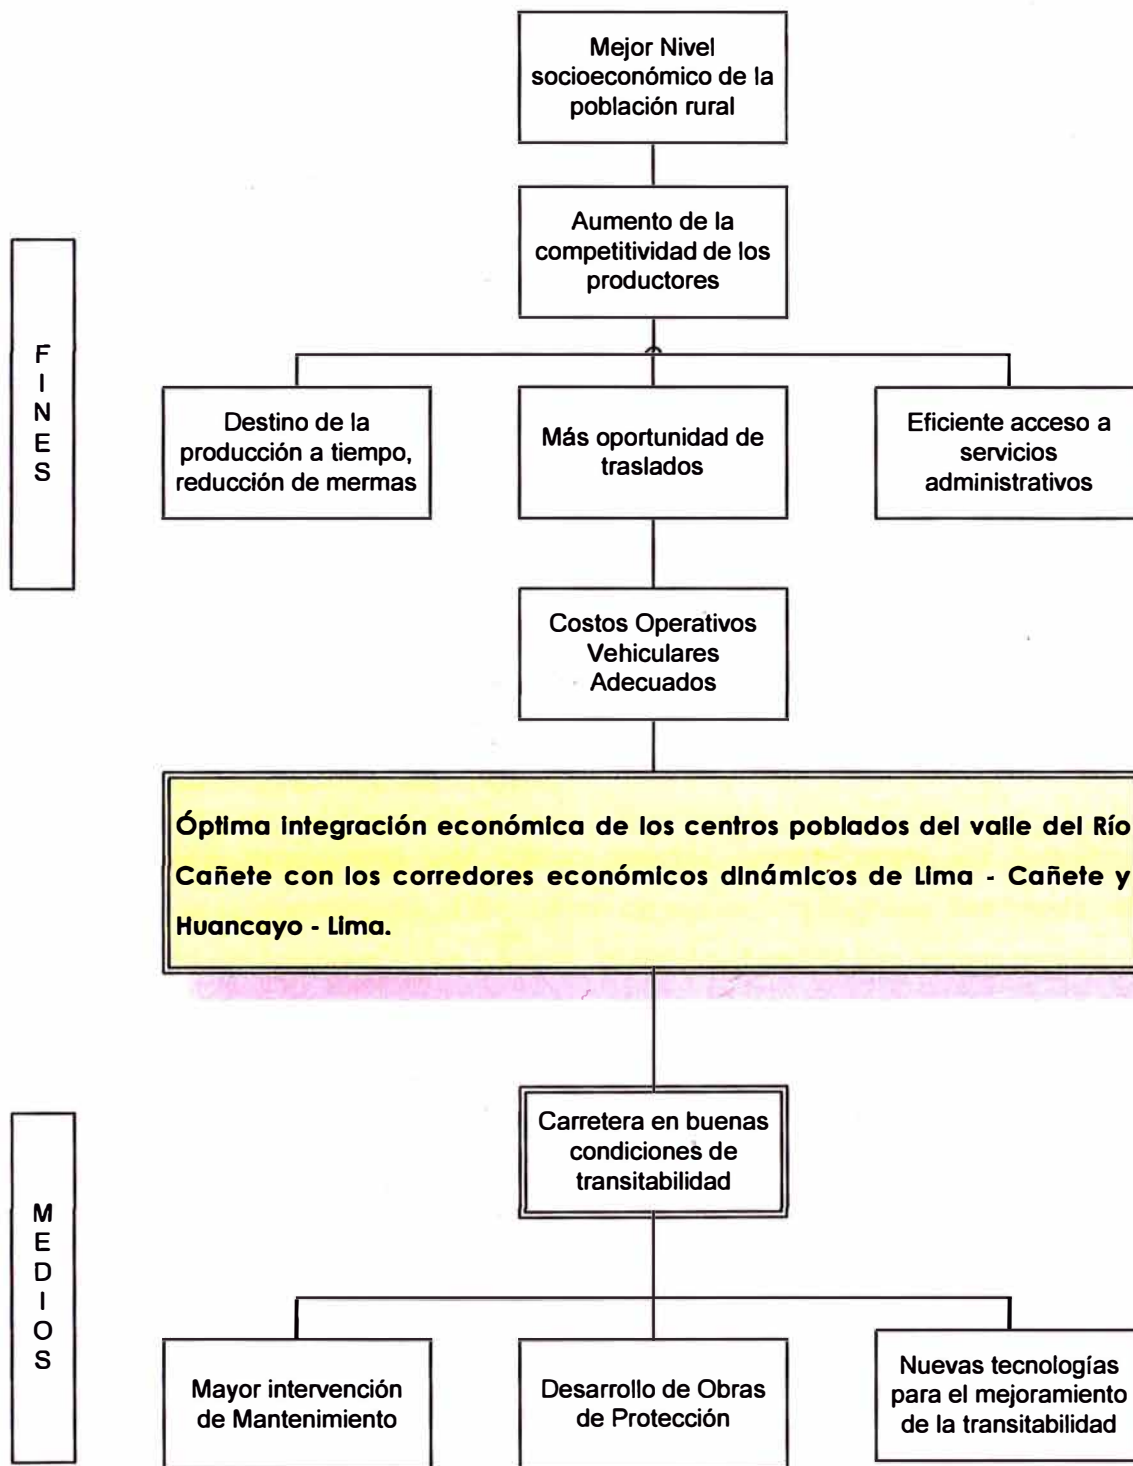 Mejor Nivel
socioeconómico de la
población rural
Aumento de la
competitividad de los
productores
FINES
Destino de la
producción a tiempo,
reducción de mermas
Más oportunidad de
traslados
Eficiente acceso a
servicios
administrativos
Costos Operativos
Vehiculares
Adecuados
Óptima integración económica de los centros poblados del valle del Río
Cañete con los corredores económicos dinámicos de Lima - Cañete y
Huancayo - Lima.
Carretera en buenas
condiciones de
transitabilidad
MEDIOS
Mayor intervención
de Mantenimiento
Desarrollo de Obras
de Protección
Nuevas tecnologías
para el mejoramiento
de la transitabilidad